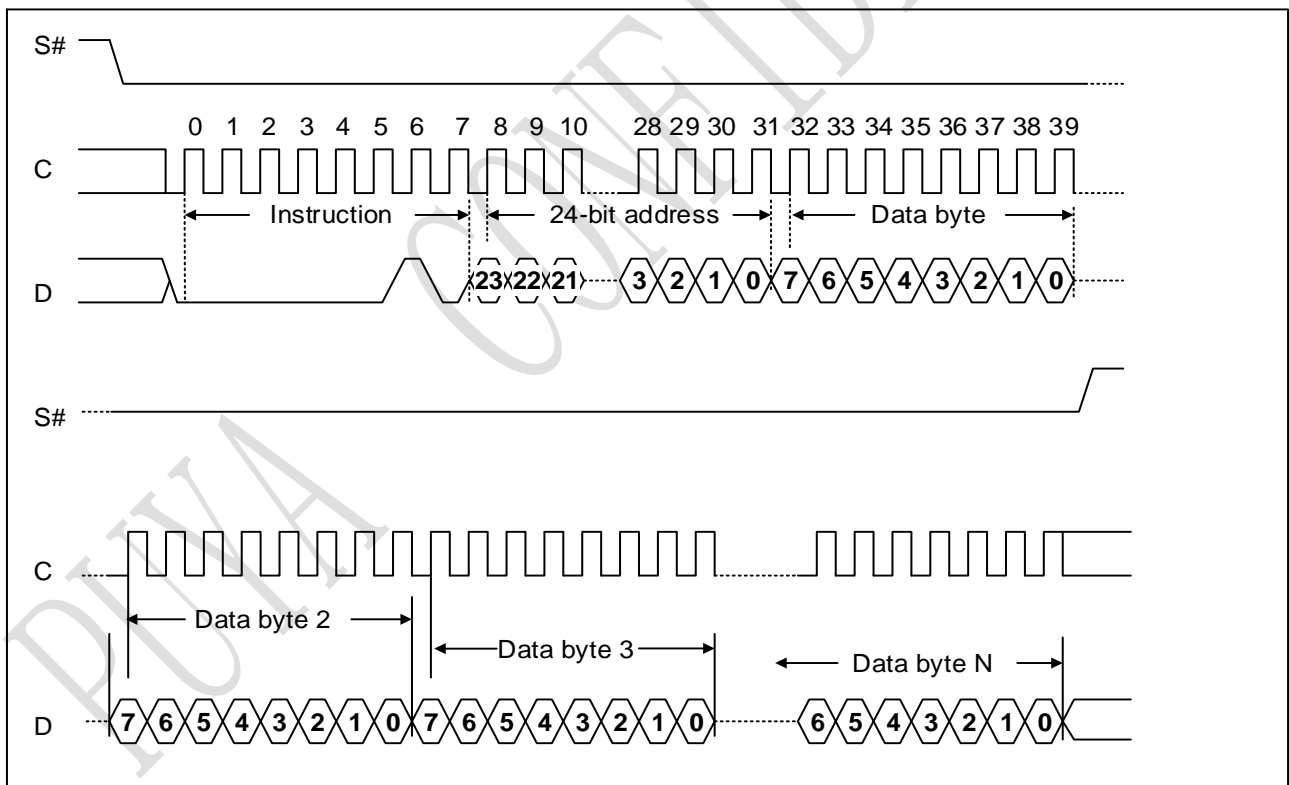 S#
0 1 2 3 4 5 6 7 8 9 10 28 29 30 31 32 33 34 35 36 37 38 39
C
Instruction 24-bit address Data byte
D 23 22 21 3 2 1 0 7 6 5 4 3 2 1 0
S#
C
Data byte 2 Data byte 3 Data byte N
D 7 6 5 4 3 2 1 0 7 6 5 4 3 2 1 0 6 5 4 3 2 1 0
PUYA CONFID